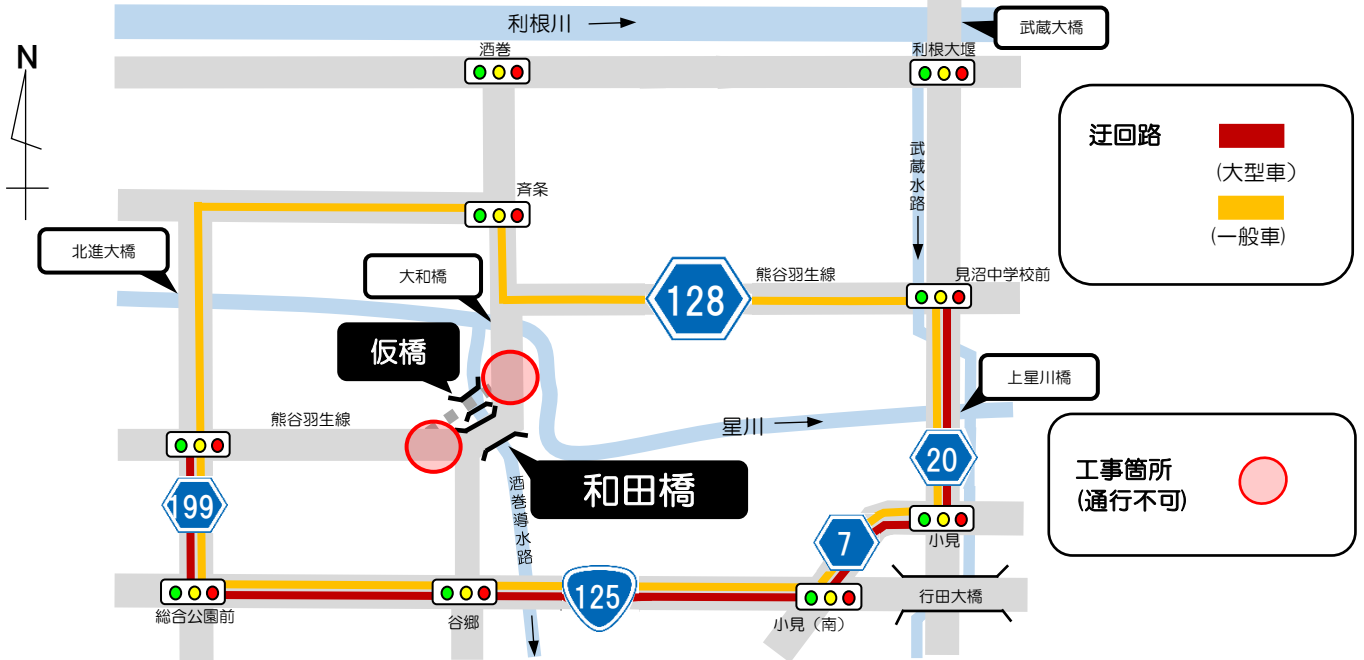 利根川
武蔵大橋
N
酒巻
利根大堰
迂回路
(大型車)
(一般車)
武蔵水路
斉条
北進大橋
大和橋
熊谷羽生線
見沼中学校前
128
仮橋
上星川橋
熊谷羽生線
星川
工事箇所
(通行不可)
20
和田橋
199
酒巻導水路
7
小見
125
行田大橋
総合公園前
谷郷
小見（南）